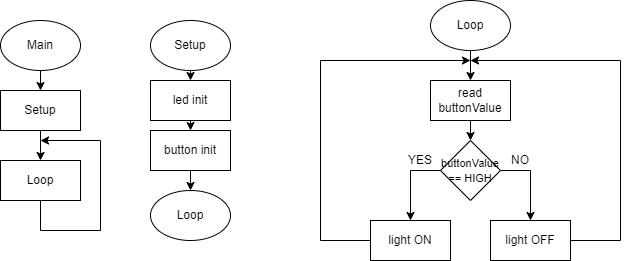 Main
Setup
Loop
Setup
led init
button init
Loop
Loop
read
buttonValue
buttonValue
== HIGH
YES
NO
light ON
light OFF